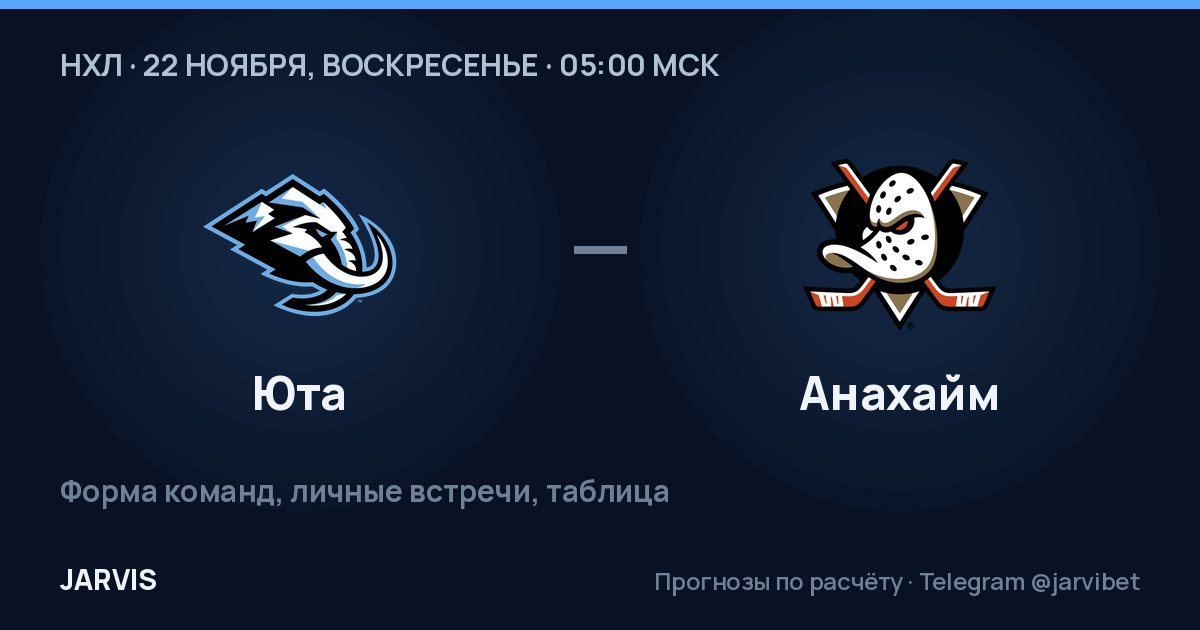 НХЛ · 22 НОЯБРЯ, ВОСКРЕСЕНЬЕ · 05:00 МСК
—
Юта
Анахайм
Форма команд, личные встречи, таблица
JARVIS
Прогнозы по расчёту · Telegram @jarvibet